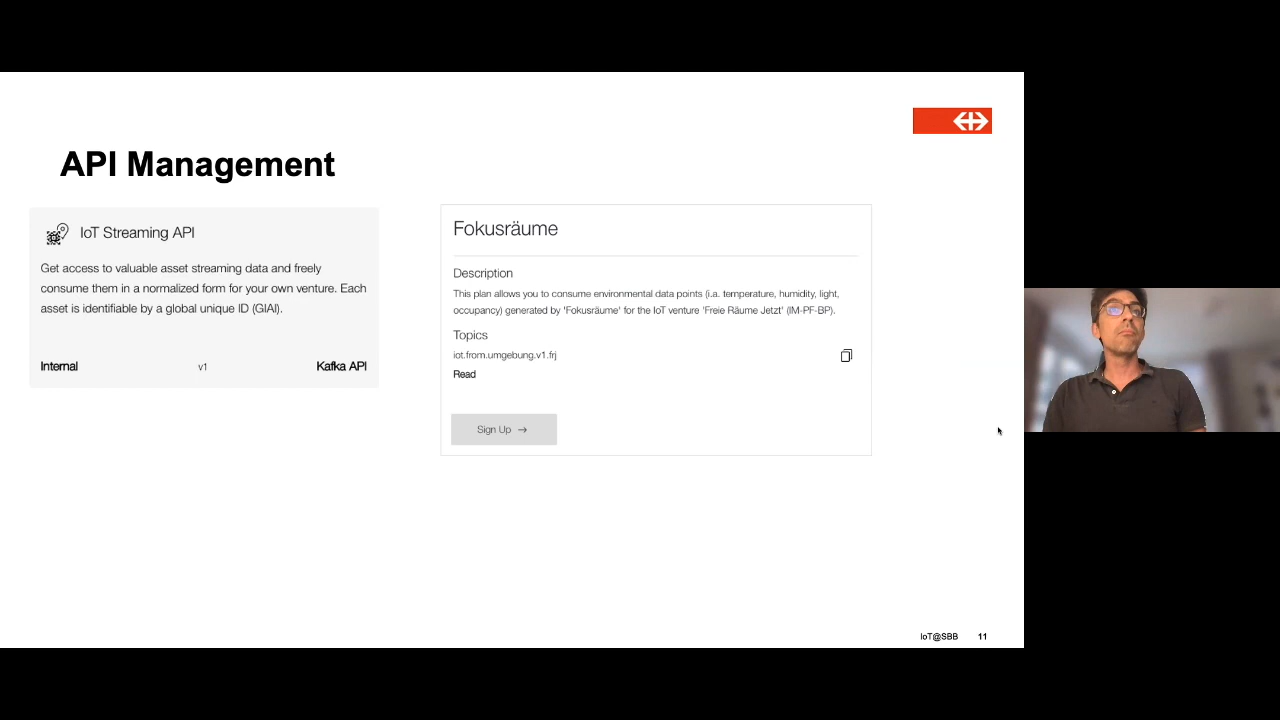 API Management
IoT Streaming API
Get access to valuable asset streaming data and freely
consume them in a normalized form for your own venture. Each
asset is identifiable by a global unique ID (GIAI).
Internal v1 Kafka API
Fokusräume
Description
This plan allows you to consume environmental data points (i.a. temperature, humidity, light,
occupancy) generated by 'Fokusräume' for the IoT venture 'Freie Räume Jetzt' (IM-PF-BP).
Topics
iot.from.umgebung.v1.frj
Read
Sign Up →
IoT@SBB 11